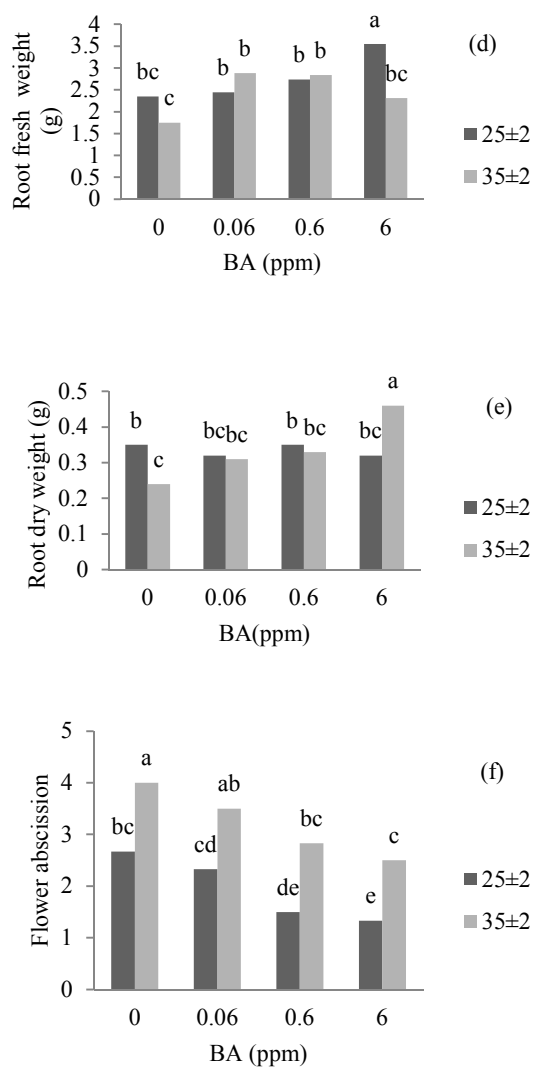 Root fresh weight
(g)
4
3.5
3
2.5
2
1.5
1
0.5
0
bc
c
b
b
b
b
a
bc
(d)
25±2
35±2
0
0.06
0.6
6
BA (ppm)
Root dry weight (g)
0.5
0.4
0.3
0.2
0.1
0
b
c
bc
bc
b
bc
bc
a
(e)
25±2
35±2
0
0.06
0.6
6
BA(ppm)
Flower abscission
5
4
3
2
1
0
bc
a
cd
ab
de
bc
e
c
(f)
25±2
35±2
0
0.06
0.6
6
BA (ppm)